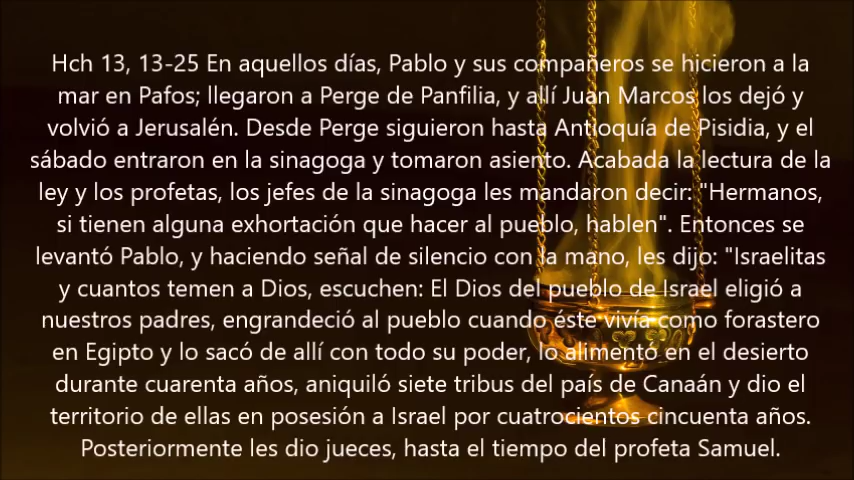 Hch 13, 13-25 En aquellos días, Pablo y sus compañeros se hicieron a la
mar en Pafos; llegaron a Perge de Panfilia, y allí Juan Marcos los dejó y
volvió a Jerusalén. Desde Perge siguieron hasta Antioquía de Pisidia, y el
sábado entraron en la sinagoga y tomaron asiento. Acabada la lectura de la
ley y los profetas, los jefes de la sinagoga les mandaron decir: "Hermanos,
si tienen alguna exhortación que hacer al pueblo, hablen". Entonces se
levantó Pablo, y haciendo señal de silencio con la mano, les dijo: "Israelitas
y cuantos temen a Dios, escuchen: El Dios del pueblo de Israel eligió a
nuestros padres, engrandeció al pueblo cuando éste vivía como forastero
en Egipto y lo sacó de allí con todo su poder, lo alimentó en el desierto
durante cuarenta años, aniquiló siete tribus del país de Canaán y dio el
territorio de ellas en posesión a Israel por cuatrocientos cincuenta años.
Posteriormente les dio jueces, hasta el tiempo del profeta Samuel.